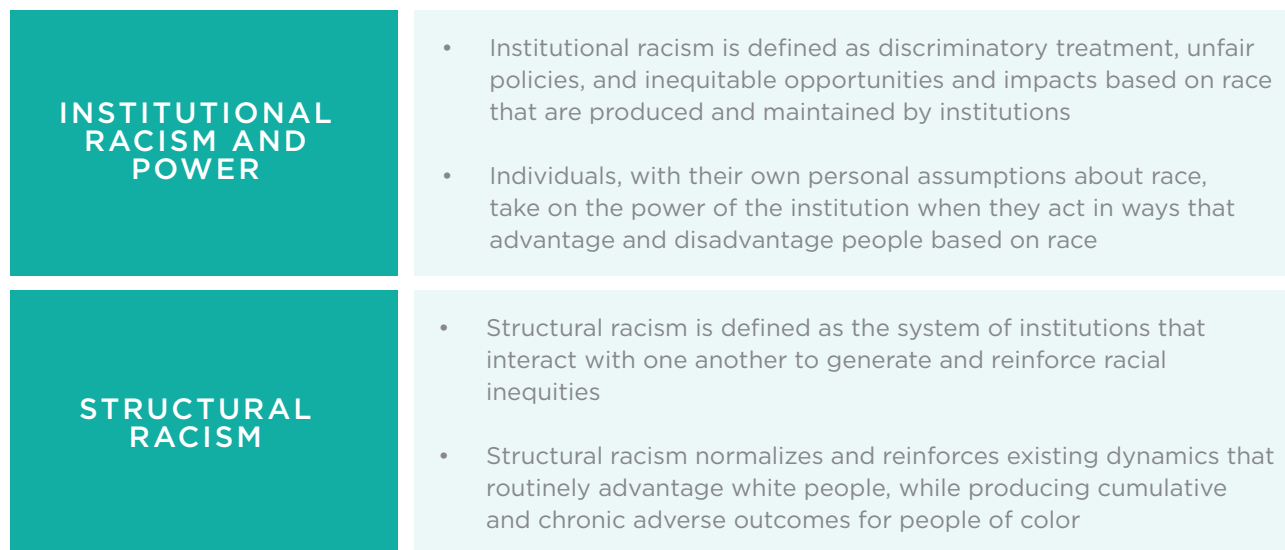 INSTITUTIONAL
RACISM AND
POWER
• Institutional racism is defined as discriminatory treatment, unfair
policies, and inequitable opportunities and impacts based on race
that are produced and maintained by institutions
• Individuals, with their own personal assumptions about race,
take on the power of the institution when they act in ways that
advantage and disadvantage people based on race
STRUCTURAL
RACISM
• Structural racism is defined as the system of institutions that
interact with one another to generate and reinforce racial
inequities
• Structural racism normalizes and reinforces existing dynamics that
routinely advantage white people, while producing cumulative
and chronic adverse outcomes for people of color